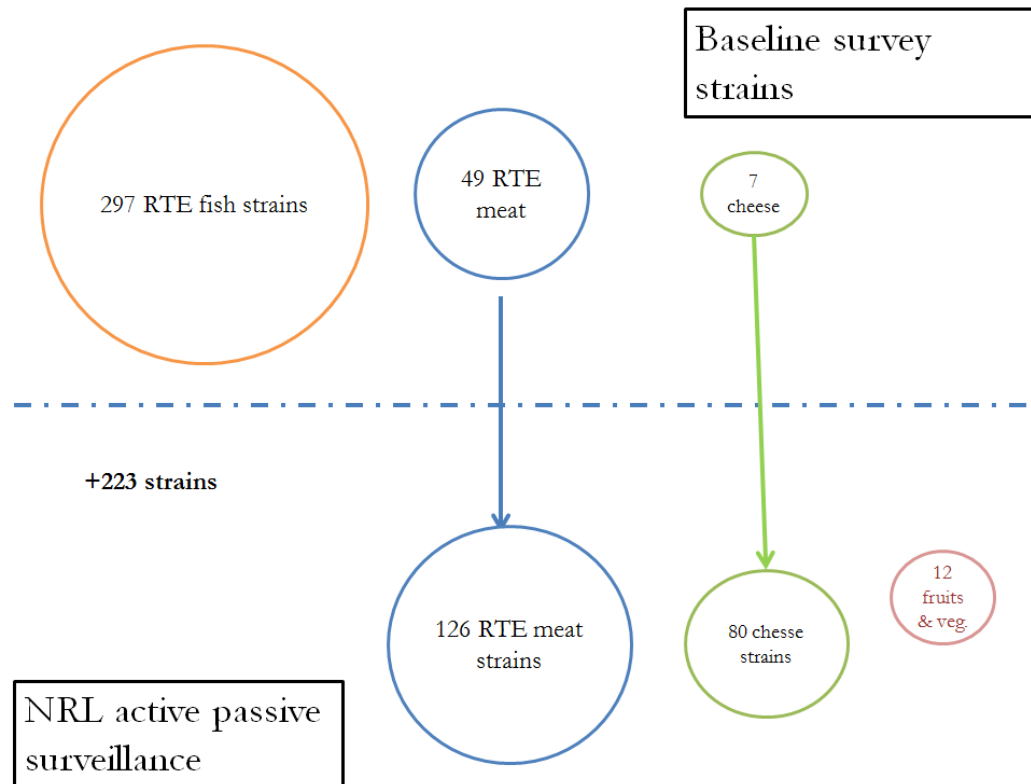 Baseline survey
strains
297 RTE fish strains
49 RTE
meat
7
cheese
+223 strains
126 RTE meat
strains
80 chesse
strains
12
fruits
& veg.
NRL active passive
surveillance